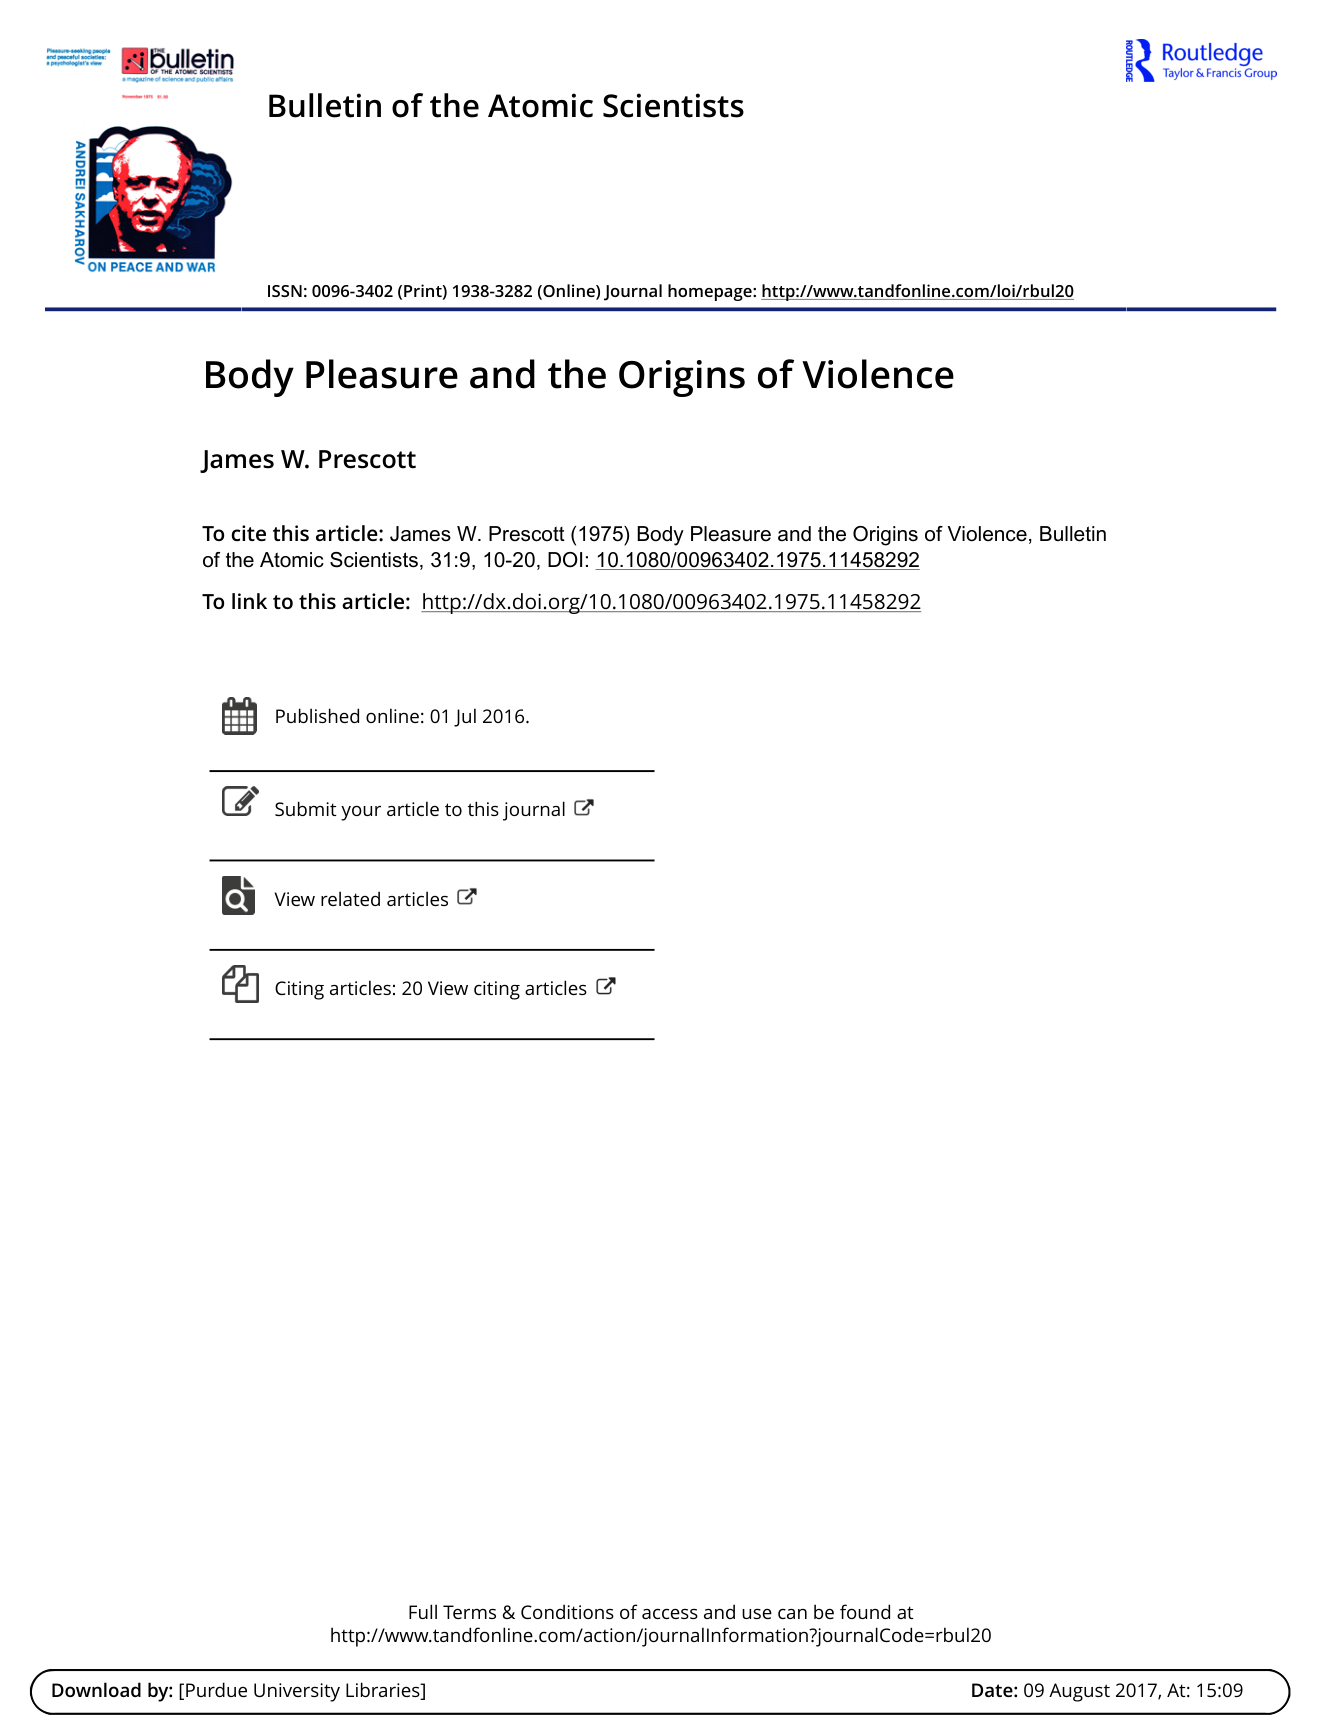 Pleasure-seeking people
and peaceful societies:
a psychologist's view
THE
bulletin
OF THE ATOMIC SCIENTISTS
a magazine of science and public affairs
November 1975 $1.50
ANDREI SAKHAROV
ON PEACE AND WAR
ROUTLEDGE
Routledge
Taylor & Francis Group
Bulletin of the Atomic Scientists
ISSN: 0096-3402 (Print) 1938-3282 (Online) Journal homepage: http://www.tandfonline.com/loi/rbul20
Body Pleasure and the Origins of Violence
James W. Prescott
To cite this article: James W. Prescott (1975) Body Pleasure and the Origins of Violence, Bulletin
of the Atomic Scientists, 31:9, 10-20, DOI: 10.1080/00963402.1975.11458292
To link to this article: http://dx.doi.org/10.1080/00963402.1975.11458292
Published online: 01 Jul 2016.
Submit your article to this journal
View related articles
Citing articles: 20 View citing articles
Full Terms & Conditions of access and use can be found at
http://www.tandfonline.com/action/journalInformation?journalCode=rbul20
Download by: [Purdue University Libraries]
Date: 09 August 2017, At: 15:09